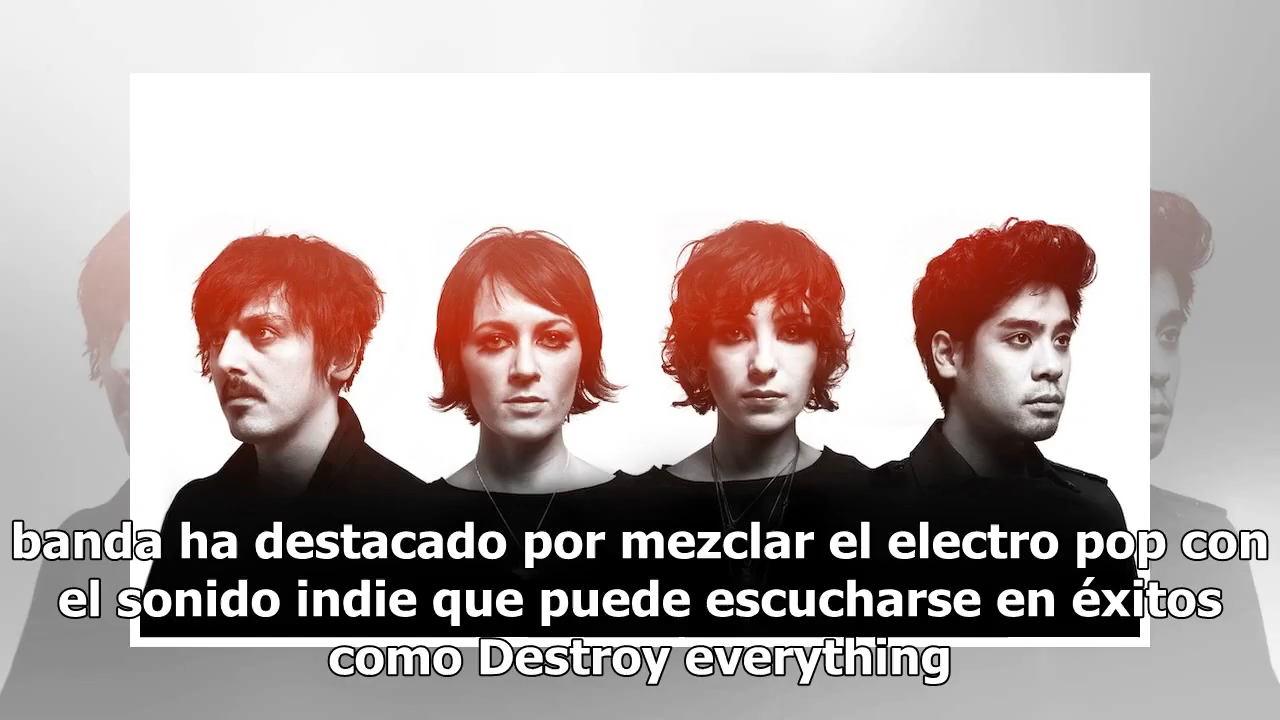 banda ha destacado por mezclar el electro pop con
el sonido indie que puede escucharse en éxitos
como Destroy everything